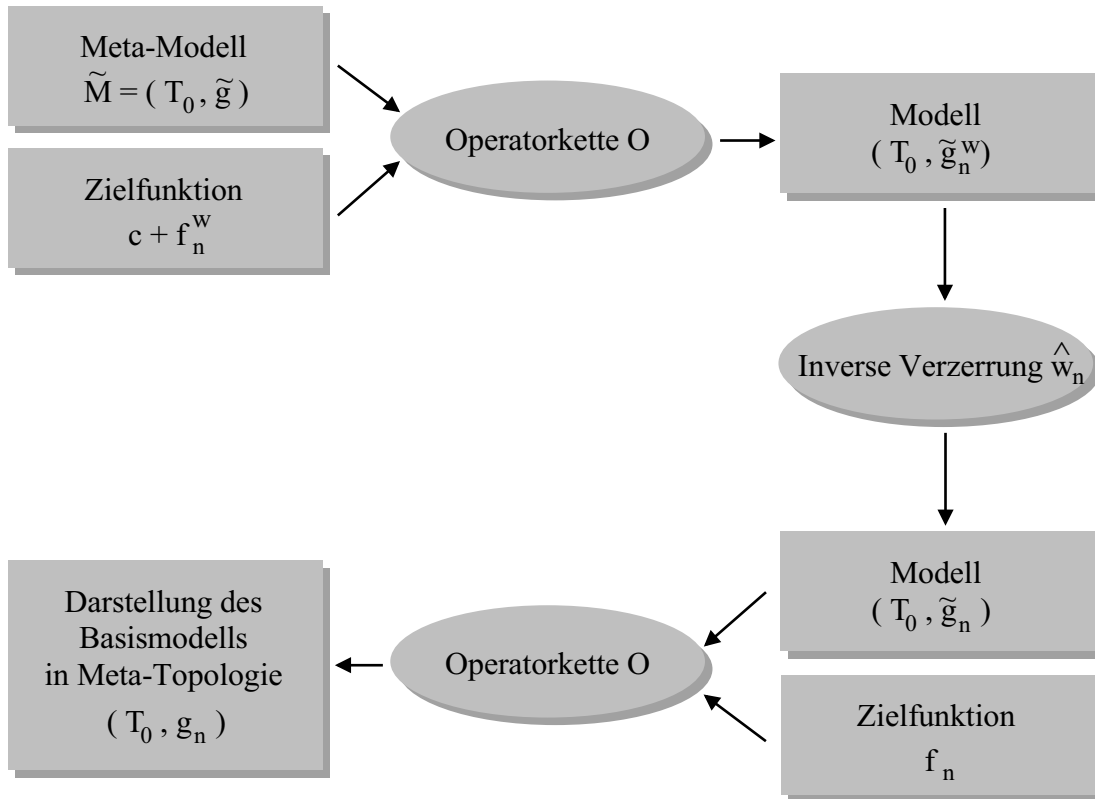 Meta-Modell
M̃ = ( T₀ , g̃ )
Zielfunktion
c + fₙʷ
Operatorkette O
Modell
( T₀ , g̃ₙʷ)
Inverse Verzerrung ŵₙ
Modell
( T₀ , g̃ₙ )
Zielfunktion
fₙ
Operatorkette O
Darstellung des
Basismodells
in Meta-Topologie
( T₀ , gₙ )